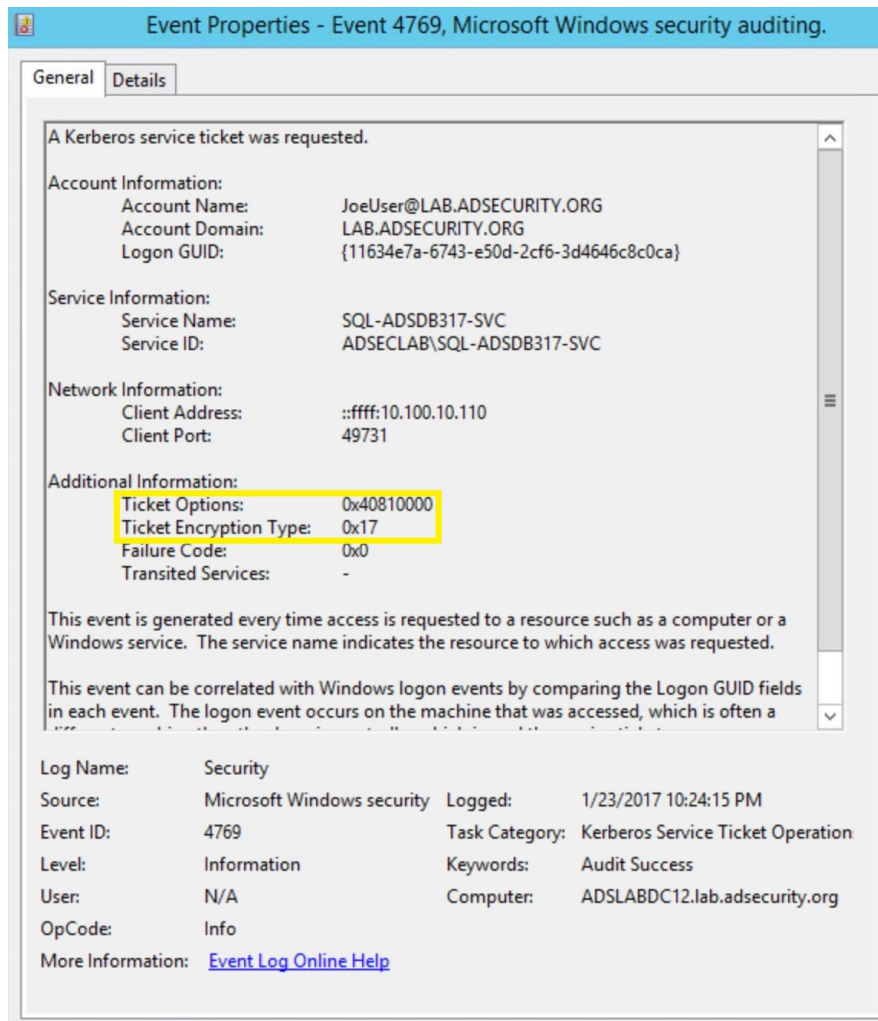 Event Properties - Event 4769, Microsoft Windows security auditing.
General Details
A Kerberos service ticket was requested.
Account Information:
Account Name: JoeUser@LAB.ADSECURITY.ORG
Account Domain: LAB.ADSECURITY.ORG
Logon GUID: {11634e7a-6743-e50d-2cf6-3d4646c8c0ca}
Service Information:
Service Name: SQL-ADSDB317-SVC
Service ID: ADSECLAB\SQL-ADSDB317-SVC
Network Information:
Client Address: ::ffff:10.100.10.110
Client Port: 49731
Additional Information:
Ticket Options: 0x40810000
Ticket Encryption Type: 0x17
Failure Code: 0x0
Transited Services: -
This event is generated every time access is requested to a resource such as a computer or a
Windows service. The service name indicates the resource to which access was requested.
This event can be correlated with Windows logon events by comparing the Logon GUID fields
in each event. The logon event occurs on the machine that was accessed, which is often a
Log Name: Security
Source: Microsoft Windows security Logged: 1/23/2017 10:24:15 PM
Event ID: 4769 Task Category: Kerberos Service Ticket Operation
Level: Information Keywords: Audit Success
User: N/A Computer: ADSLABDC12.lab.adsecurity.org
OpCode: Info
More Information: Event Log Online Help